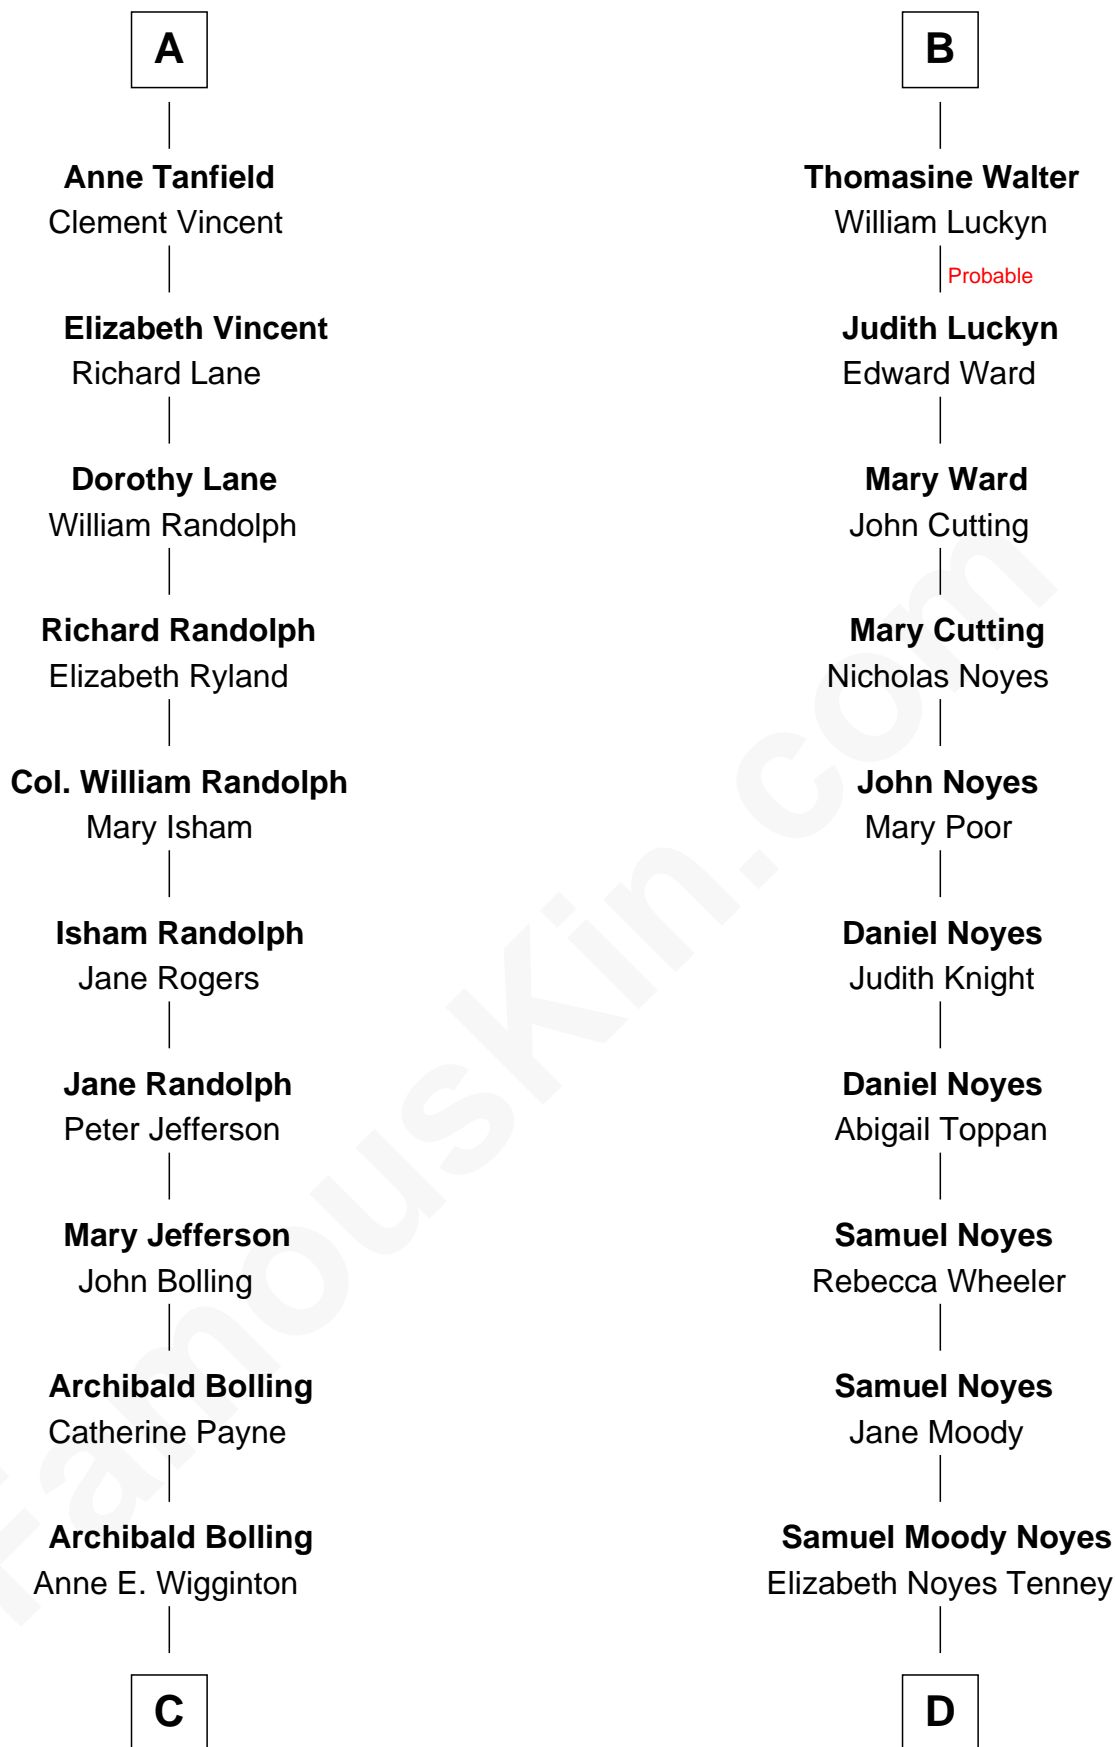 A
Anne Tanfield
Clement Vincent
Elizabeth Vincent
Richard Lane
Dorothy Lane
William Randolph
Richard Randolph
Elizabeth Ryland
Col. William Randolph
Mary Isham
Isham Randolph
Jane Rogers
Jane Randolph
Peter Jefferson
Mary Jefferson
John Bolling
Archibald Bolling
Catherine Payne
Archibald Bolling
Anne E. Wigginton
C
B
Thomasine Walter
William Luckyn
Probable
Judith Luckyn
Edward Ward
Mary Ward
John Cutting
Mary Cutting
Nicholas Noyes
John Noyes
Mary Poor
Daniel Noyes
Judith Knight
Daniel Noyes
Abigail Toppan
Samuel Noyes
Rebecca Wheeler
Samuel Noyes
Jane Moody
Samuel Moody Noyes
Elizabeth Noyes Tenney
D
FamousKin.com